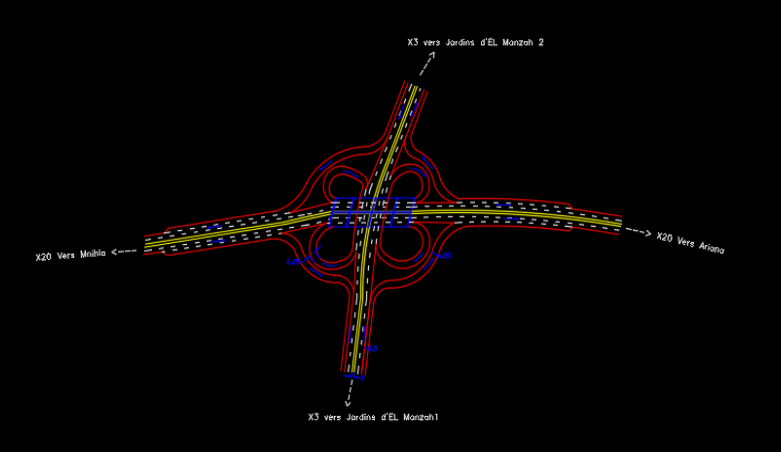 X3 vers Jardins d'EL Manzah 2
X20 Vers Mnihla
X20 Vers Ariana
X3 vers Jardins d'EL Manzah1